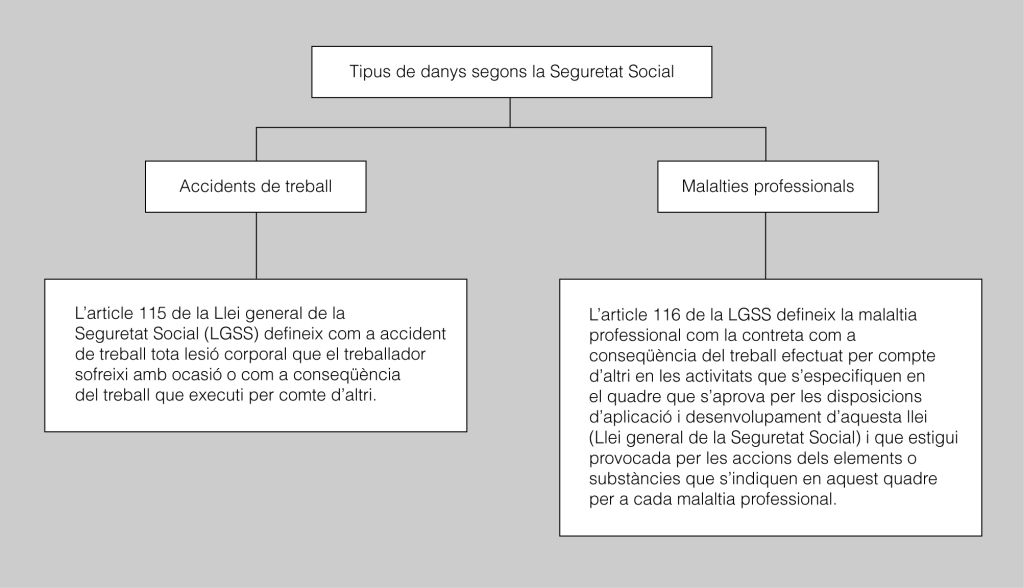 Tipus de danys segons la Seguretat Social
Accidents de treball
Malalties professionals
L'article 115 de la Llei general de la
Seguretat Social (LGSS) defineix com a accident
de treball tota lesió corporal que el treballador
sofreixi amb ocasió o com a conseqüència
del treball que executi per comte d'altri.
L'article 116 de la LGSS defineix la malaltia
professional com la contreta com a
conseqüència del treball efectuat per compte
d'altri en les activitats que s'especifiquen en
el quadre que s'aprova per les disposicions
d'aplicació i desenvolupament d'aquesta llei
(Llei general de la Seguretat Social) i que estigui
provocada per les accions dels elements o
substàncies que s'indiquen en aquest quadre
per a cada malaltia professional.